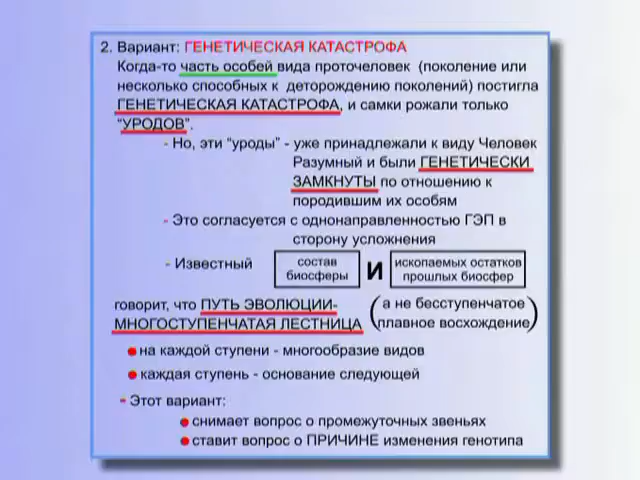 2. Вариант: ГЕНЕТИЧЕСКАЯ КАТАСТРОФА
Когда-то часть особей вида проточеловек (поколение или
несколько способных к деторождению поколений) постигла
ГЕНЕТИЧЕСКАЯ КАТАСТРОФА, и самки рожали только
“УРОДОВ”.
- Но, эти “уроды” - уже принадлежали к виду Человек
Разумный и были ГЕНЕТИЧЕСКИ
ЗАМКНУТЫ по отношению к
породившим их особям
- Это согласуется с однонаправленностью ГЭП в
сторону усложнения
- Известный состав биосферы И ископаемых остатков прошлых биосфер
говорит, что ПУТЬ ЭВОЛЮЦИИ- (а не бесступенчатое
МНОГОСТУПЕНЧАТАЯ ЛЕСТНИЦА плавное восхождение)
● на каждой ступени - многообразие видов
● каждая ступень - основание следующей
- Этот вариант:
● снимает вопрос о промежуточных звеньях
● ставит вопрос о ПРИЧИНЕ изменения генотипа